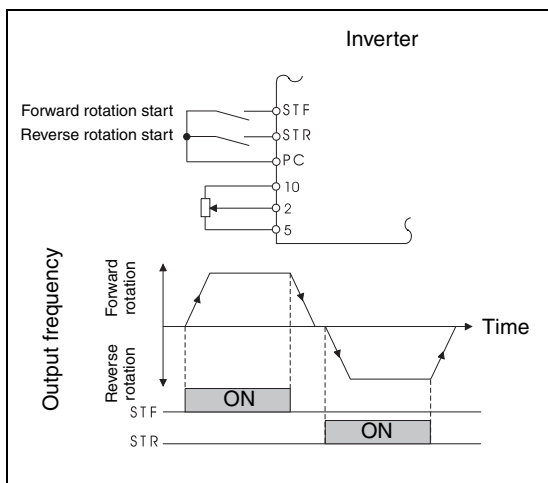 Inverter
Forward rotation start
STF
Reverse rotation start
STR
PC
10
2
5
Output frequency
Forward
rotation
Reverse
rotation
Time
ON
STF
ON
STR